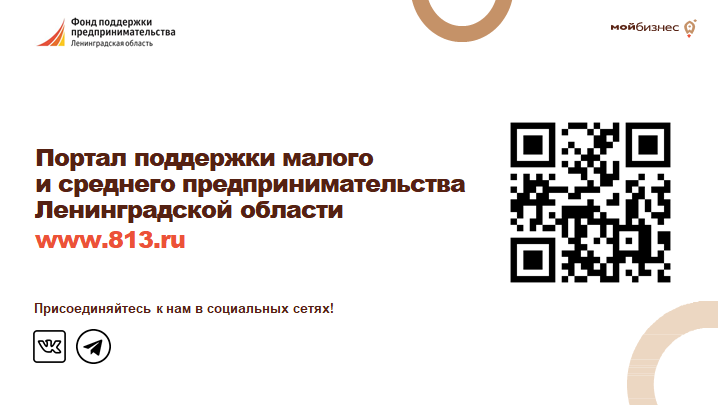 Фонд поддержки
предпринимательства
Ленинградская область
мойбизнес
Портал поддержки малого
и среднего предпринимательства
Ленинградской области
www.813.ru
Присоединяйтесь к нам в социальных сетях!